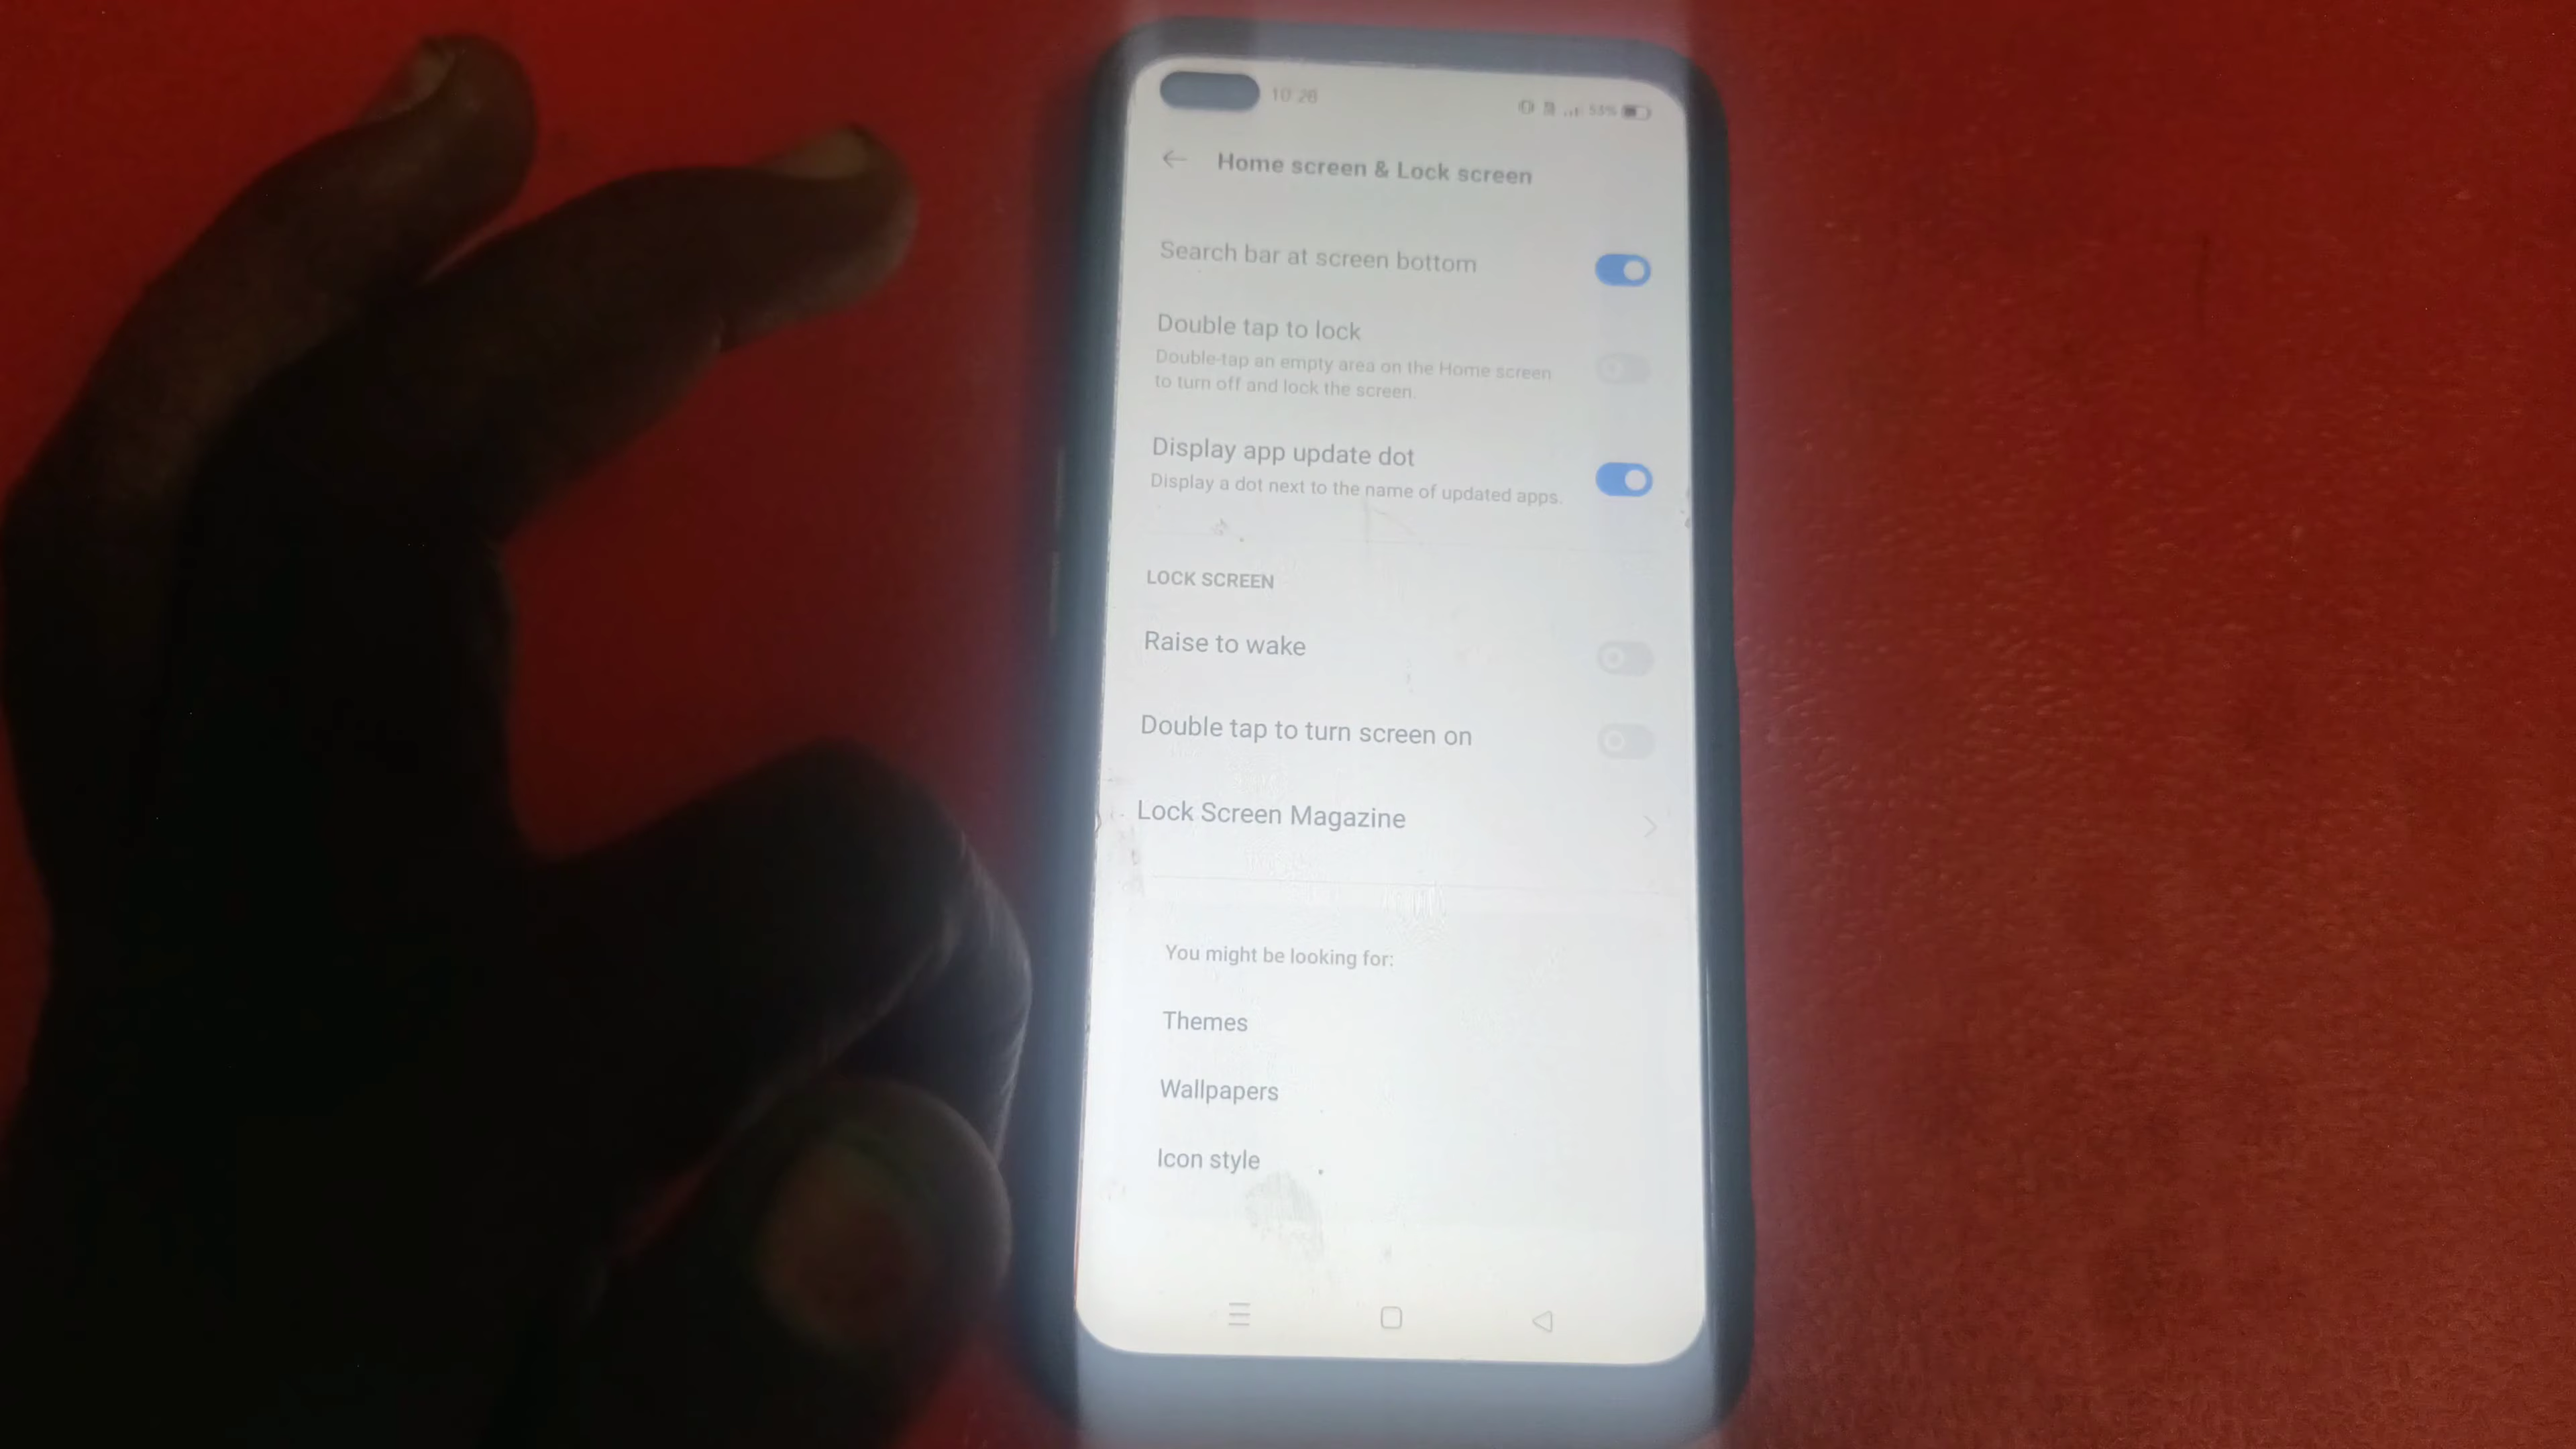 10:28
53%
Home screen & Lock screen
Search bar at screen bottom
Double tap to lock
Double-tap an empty area on the Home screen
to turn off and lock the screen.
Display app update dot
Display a dot next to the name of updated apps.
LOCK SCREEN
Raise to wake
Double tap to turn screen on
Lock Screen Magazine
You might be looking for:
Themes
Wallpapers
Icon style